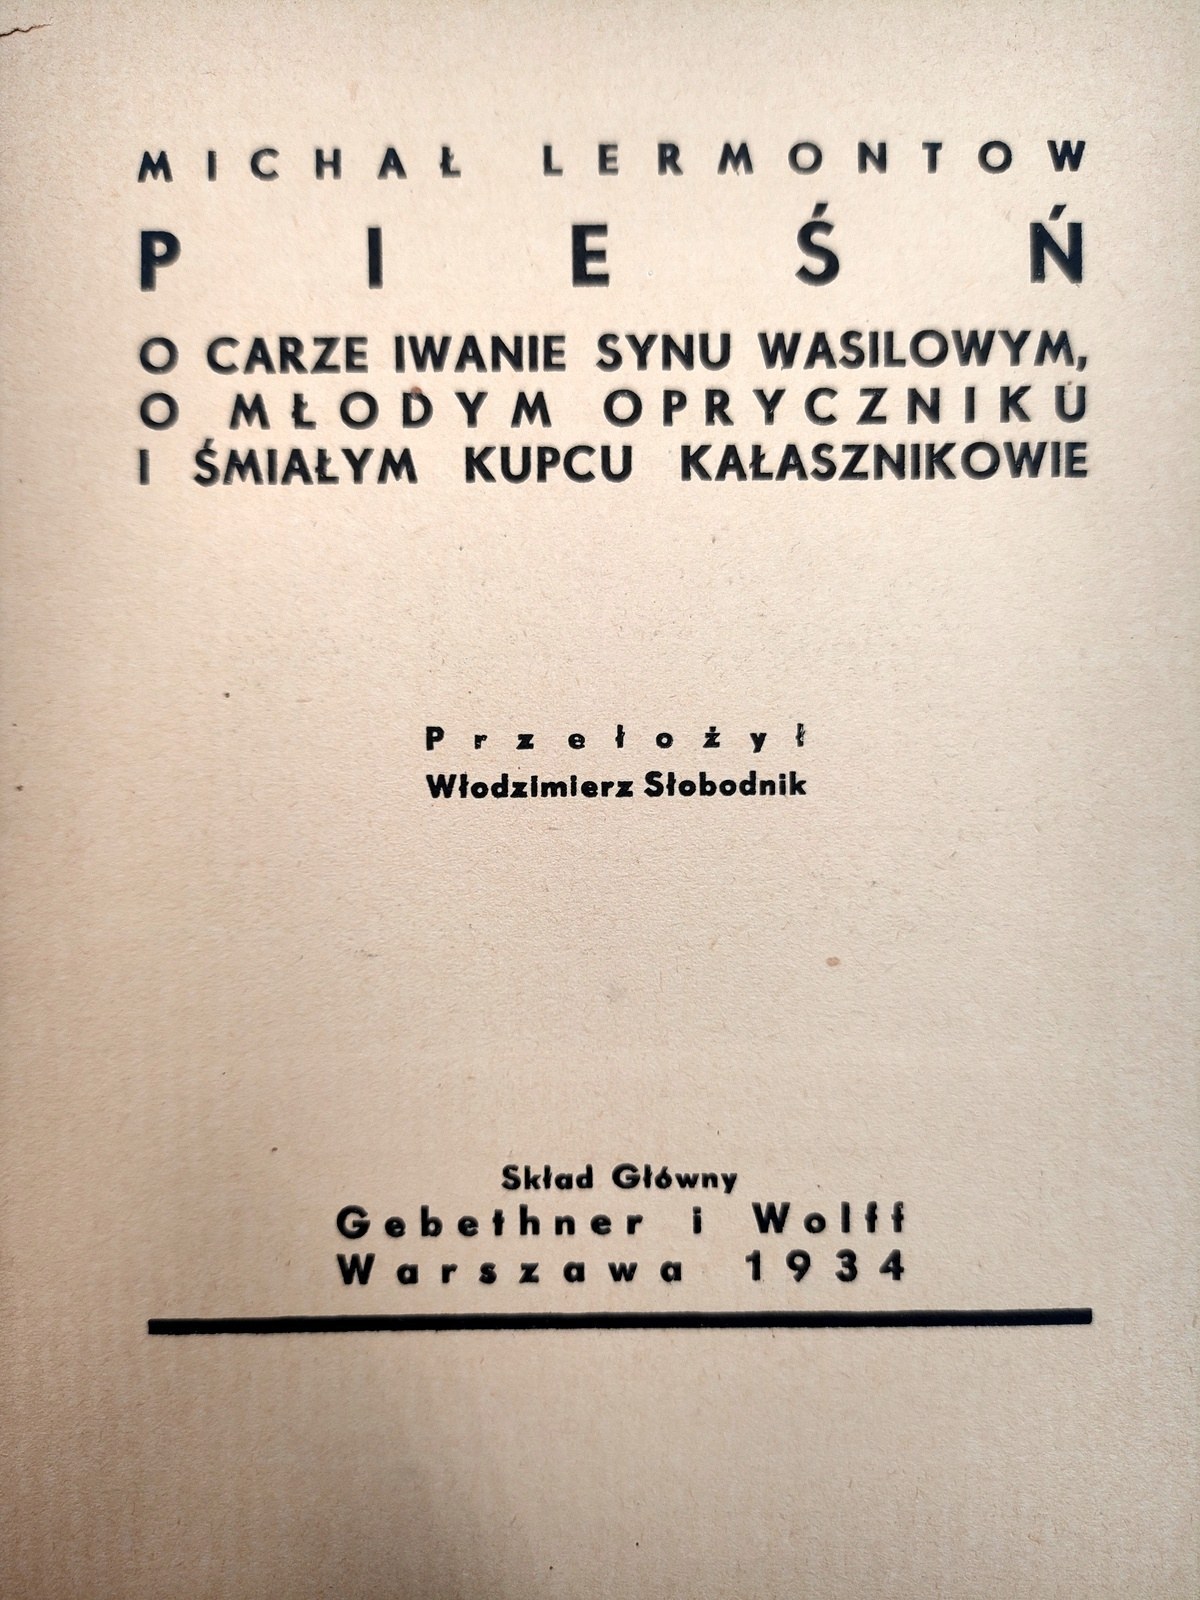 MICHAŁ LERMONTOW
PIEŚŃ
O CARZE IWANIE SYNU WASILOWYM,
O MŁODYM OPRYCZNIKU
I ŚMIAŁYM KUPCU KAŁASZNIKOWIE
Przełożył
Włodzimierz Słobodnik
Skład Główny
Gebethner i Wolff
Warszawa 1934